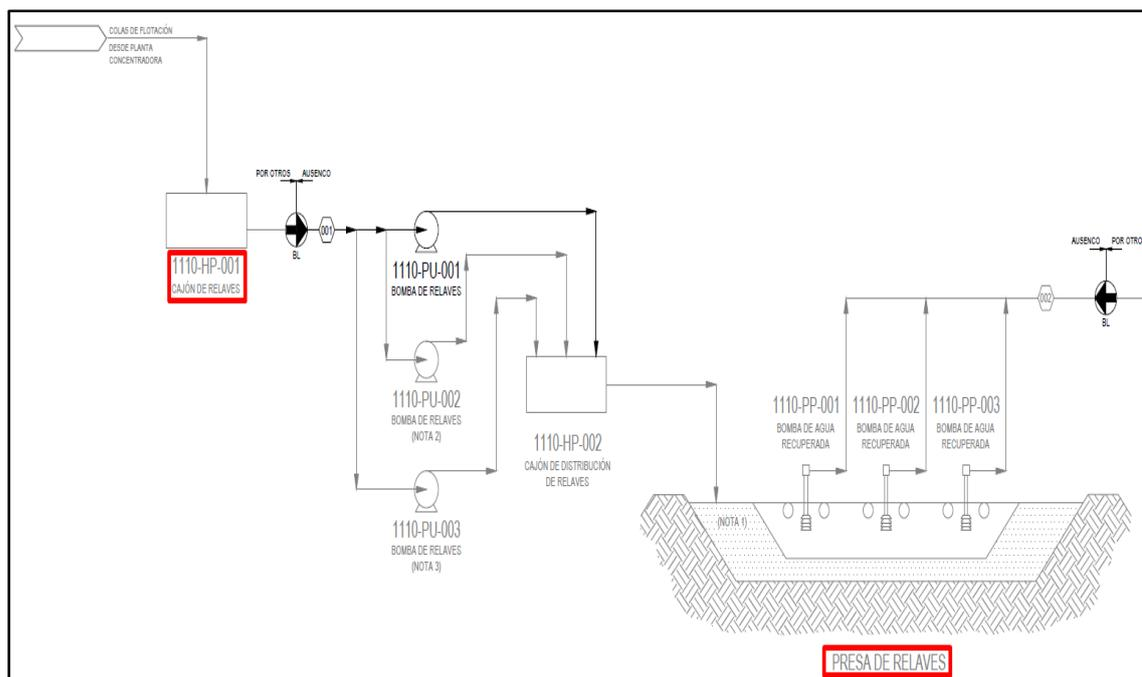 COLAS DE FLOTACIÓN
DESDE PLANTA
CONCENTRADORA
POR OTROS
AUSENCO
001
BL
1110-HP-001
CAJÓN DE RELAVES
1110-PU-001
BOMBA DE RELAVES
1110-PU-002
BOMBA DE RELAVES
(NOTA 2)
1110-PU-003
BOMBA DE RELAVES
(NOTA 3)
1110-HP-002
CAJÓN DE DISTRIBUCIÓN
DE RELAVES
AUSENCO
POR OTRO
002
BL
1110-PP-001
BOMBA DE AGUA
RECUPERADA
1110-PP-002
BOMBA DE AGUA
RECUPERADA
1110-PP-003
BOMBA DE AGUA
RECUPERADA
(NOTA 1)
PRESA DE RELAVES